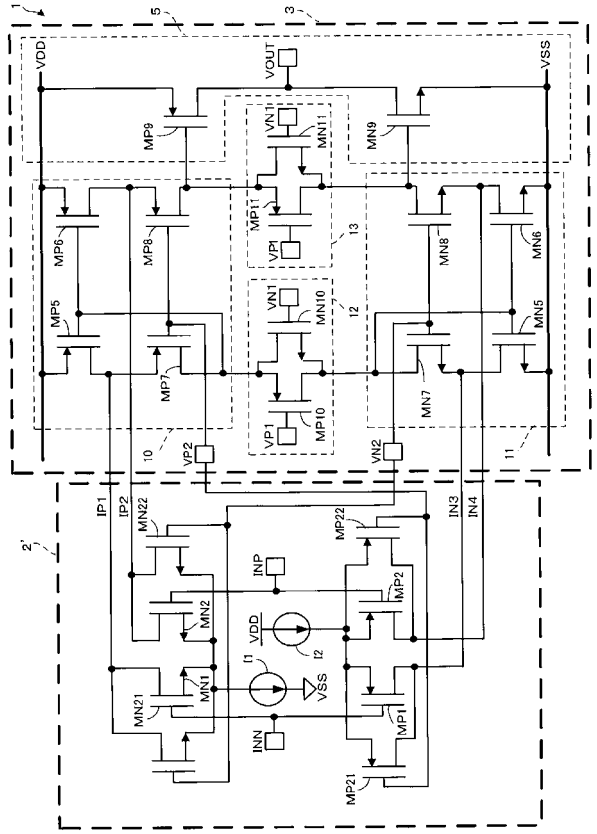 1
3
5
VDD
VOUT
VSS
MP9
MN9
MP6
MP8
MP11
VN1
MN11
VP1
13
MN8
MN6
MP5
MP7
VN1
MN10
12
VP1
MP10
MN7
MN5
10
VP2
VN2
11
2'
IP1
IP2
IN3
IN4
MN22
INP
MP22
MN2
VDD
I2
MP2
MN21
MN1
I1
VSS
MP1
INN
MP21